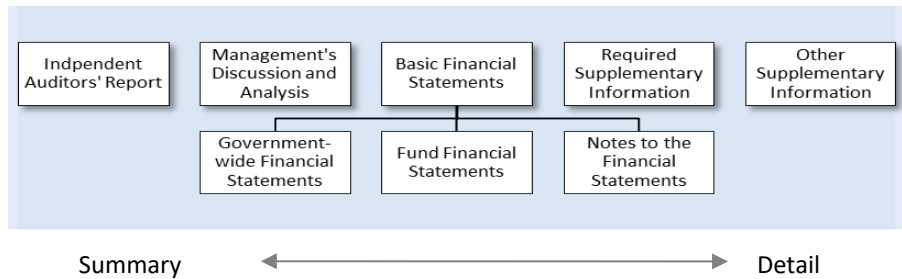 Indpendent
Auditors' Report
Management's
Discussion and
Analysis
Basic Financial
Statements
Required
Supplementary
Information
Other
Supplementary
Information
Government-
wide Financial
Statements
Fund Financial
Statements
Notes to the
Financial
Statements
Summary
Detail